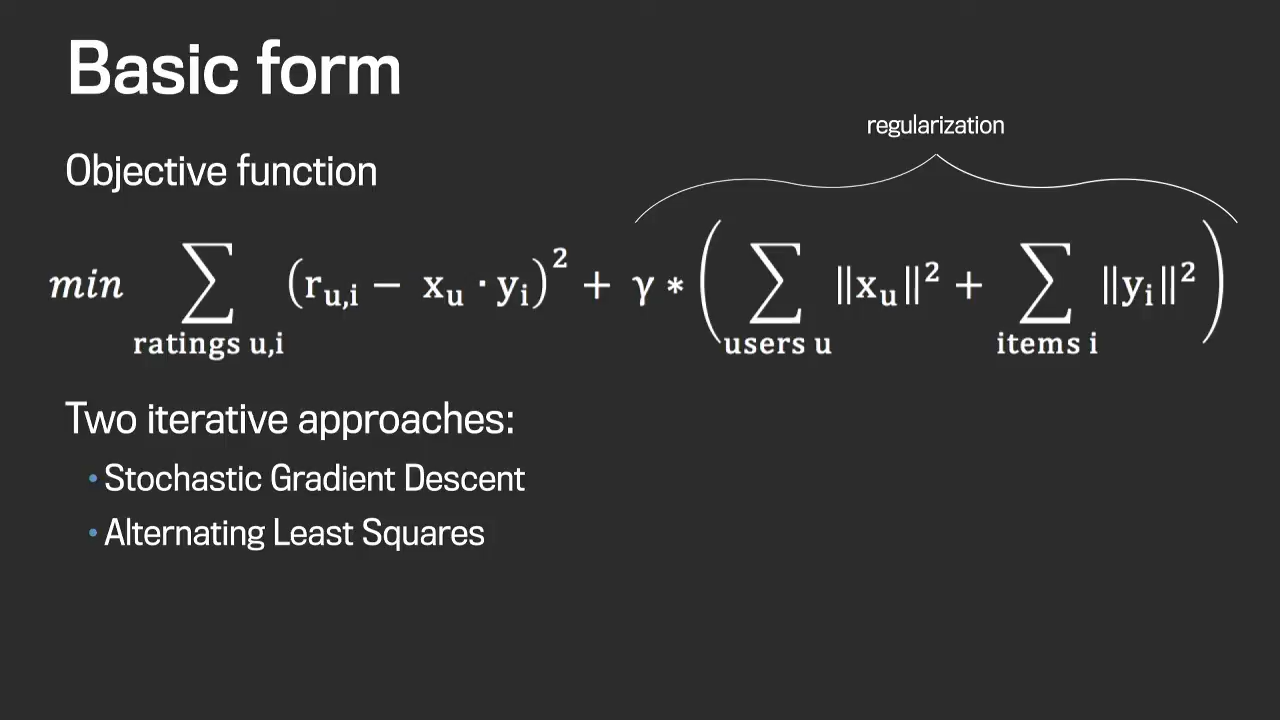 Basic form
regularization
Objective function
min ∑ (r_u,i − x_u · y_i)² + γ * (∑ ||x_u||² + ∑ ||y_i||²)
ratings u,i users u items i
Two iterative approaches:
• Stochastic Gradient Descent
• Alternating Least Squares